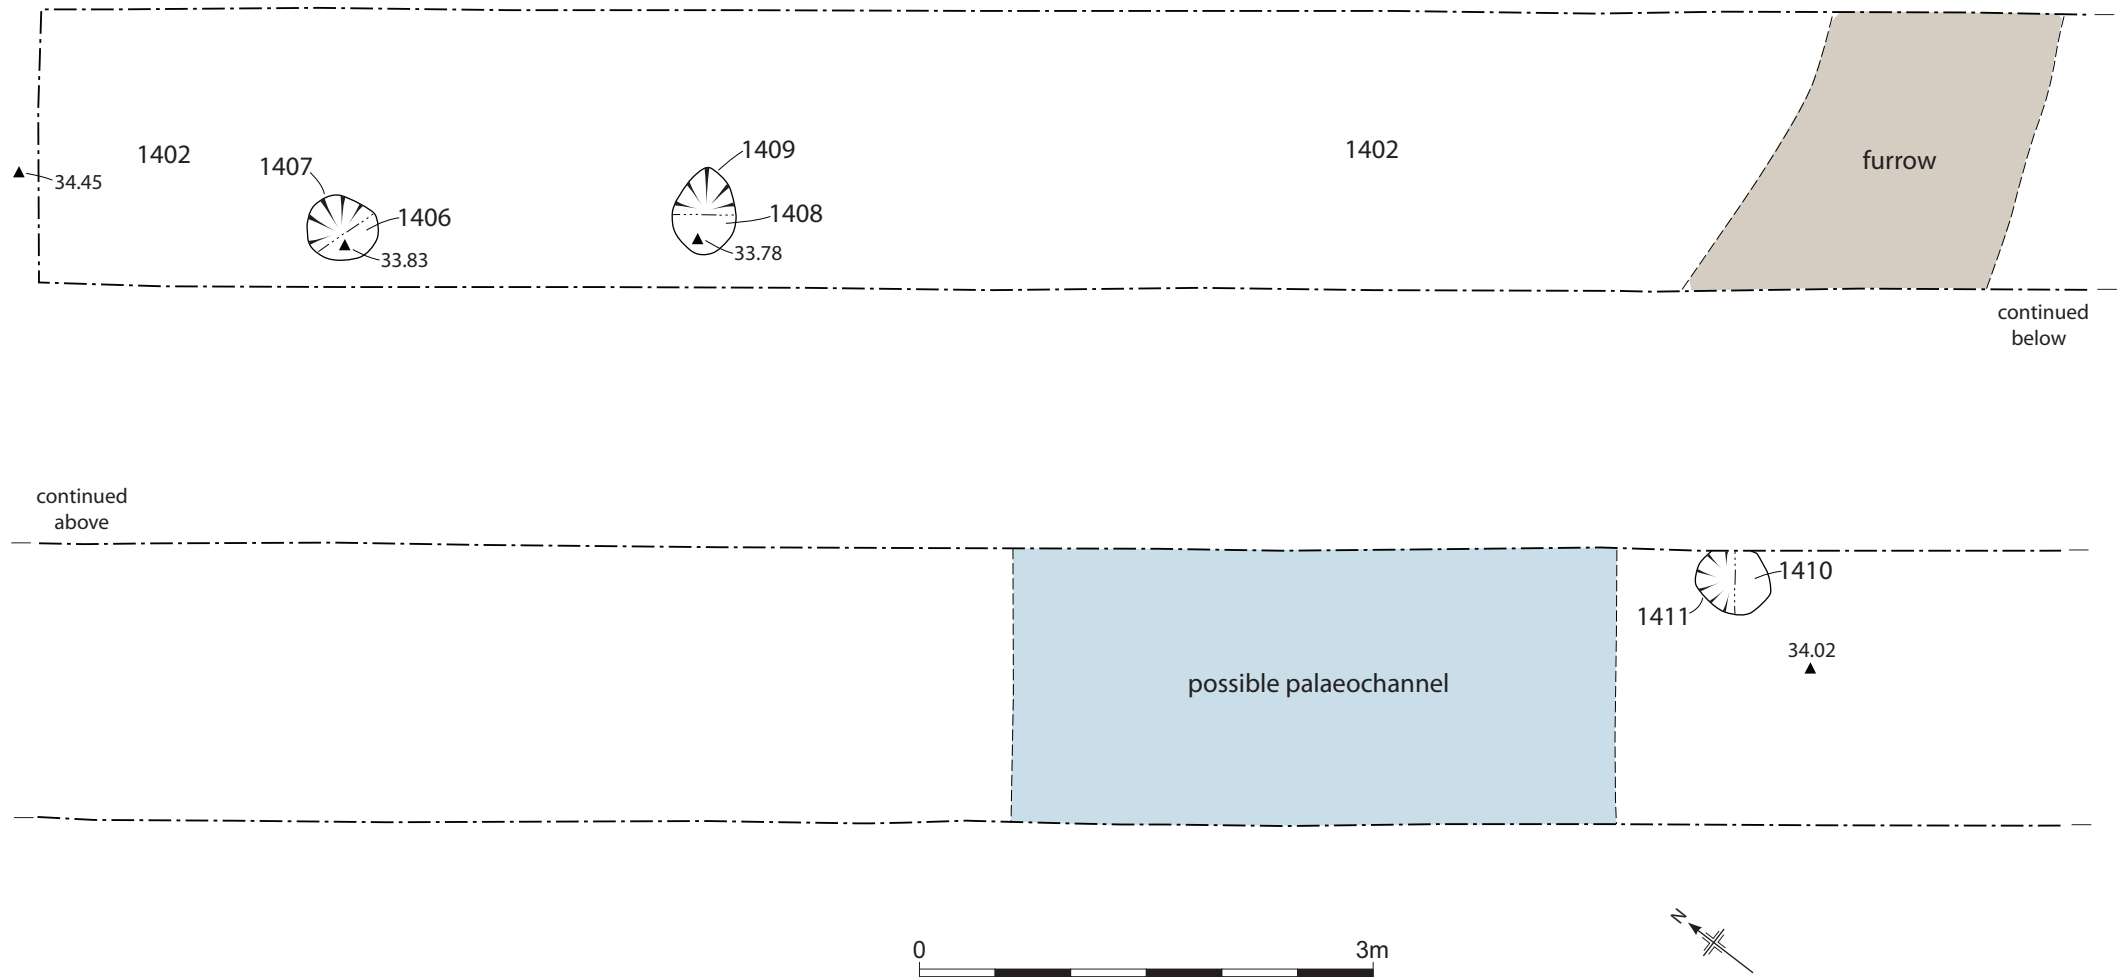 1402
1407
1406
34.45
33.83
1409
1408
33.78
1402
furrow
continued
below
continued
above
possible palaeochannel
1410
1411
34.02
0
3m
N